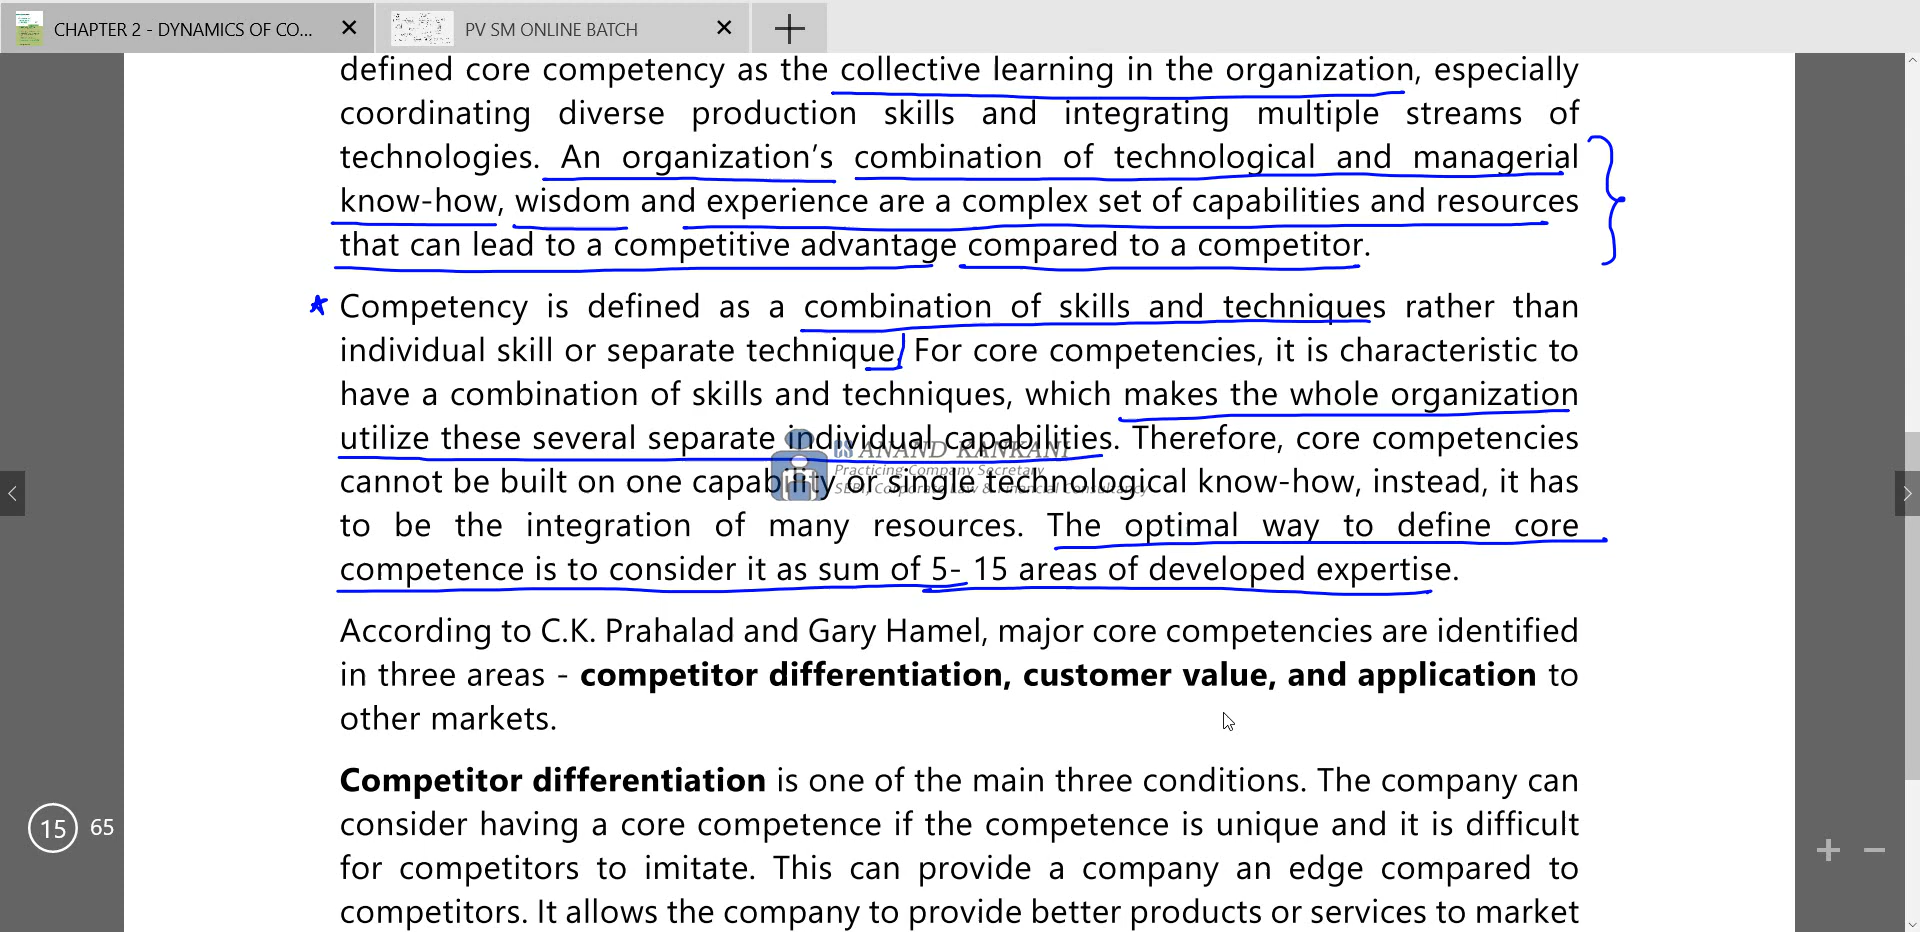 CHAPTER 2 - DYNAMICS OF CO...
PV SM ONLINE BATCH
defined core competency as the collective learning in the organization, especially
coordinating diverse production skills and integrating multiple streams of
technologies. An organization’s combination of technological and managerial
know-how, wisdom and experience are a complex set of capabilities and resources
that can lead to a competitive advantage compared to a competitor.
Competency is defined as a combination of skills and techniques rather than
individual skill or separate technique. For core competencies, it is characteristic to
have a combination of skills and techniques, which makes the whole organization
utilize these several separate individual capabilities. Therefore, core competencies
ANAND KANKANI
Practicing Company Secretary
cannot be built on one capability or single technological know-how, instead, it has
SEBI, Corporate Law & Financial Consultancy
to be the integration of many resources. The optimal way to define core
competence is to consider it as sum of 5- 15 areas of developed expertise.
According to C.K. Prahalad and Gary Hamel, major core competencies are identified
in three areas - competitor differentiation, customer value, and application to
other markets.
Competitor differentiation is one of the main three conditions. The company can
consider having a core competence if the competence is unique and it is difficult
15 65
for competitors to imitate. This can provide a company an edge compared to
competitors. It allows the company to provide better products or services to market